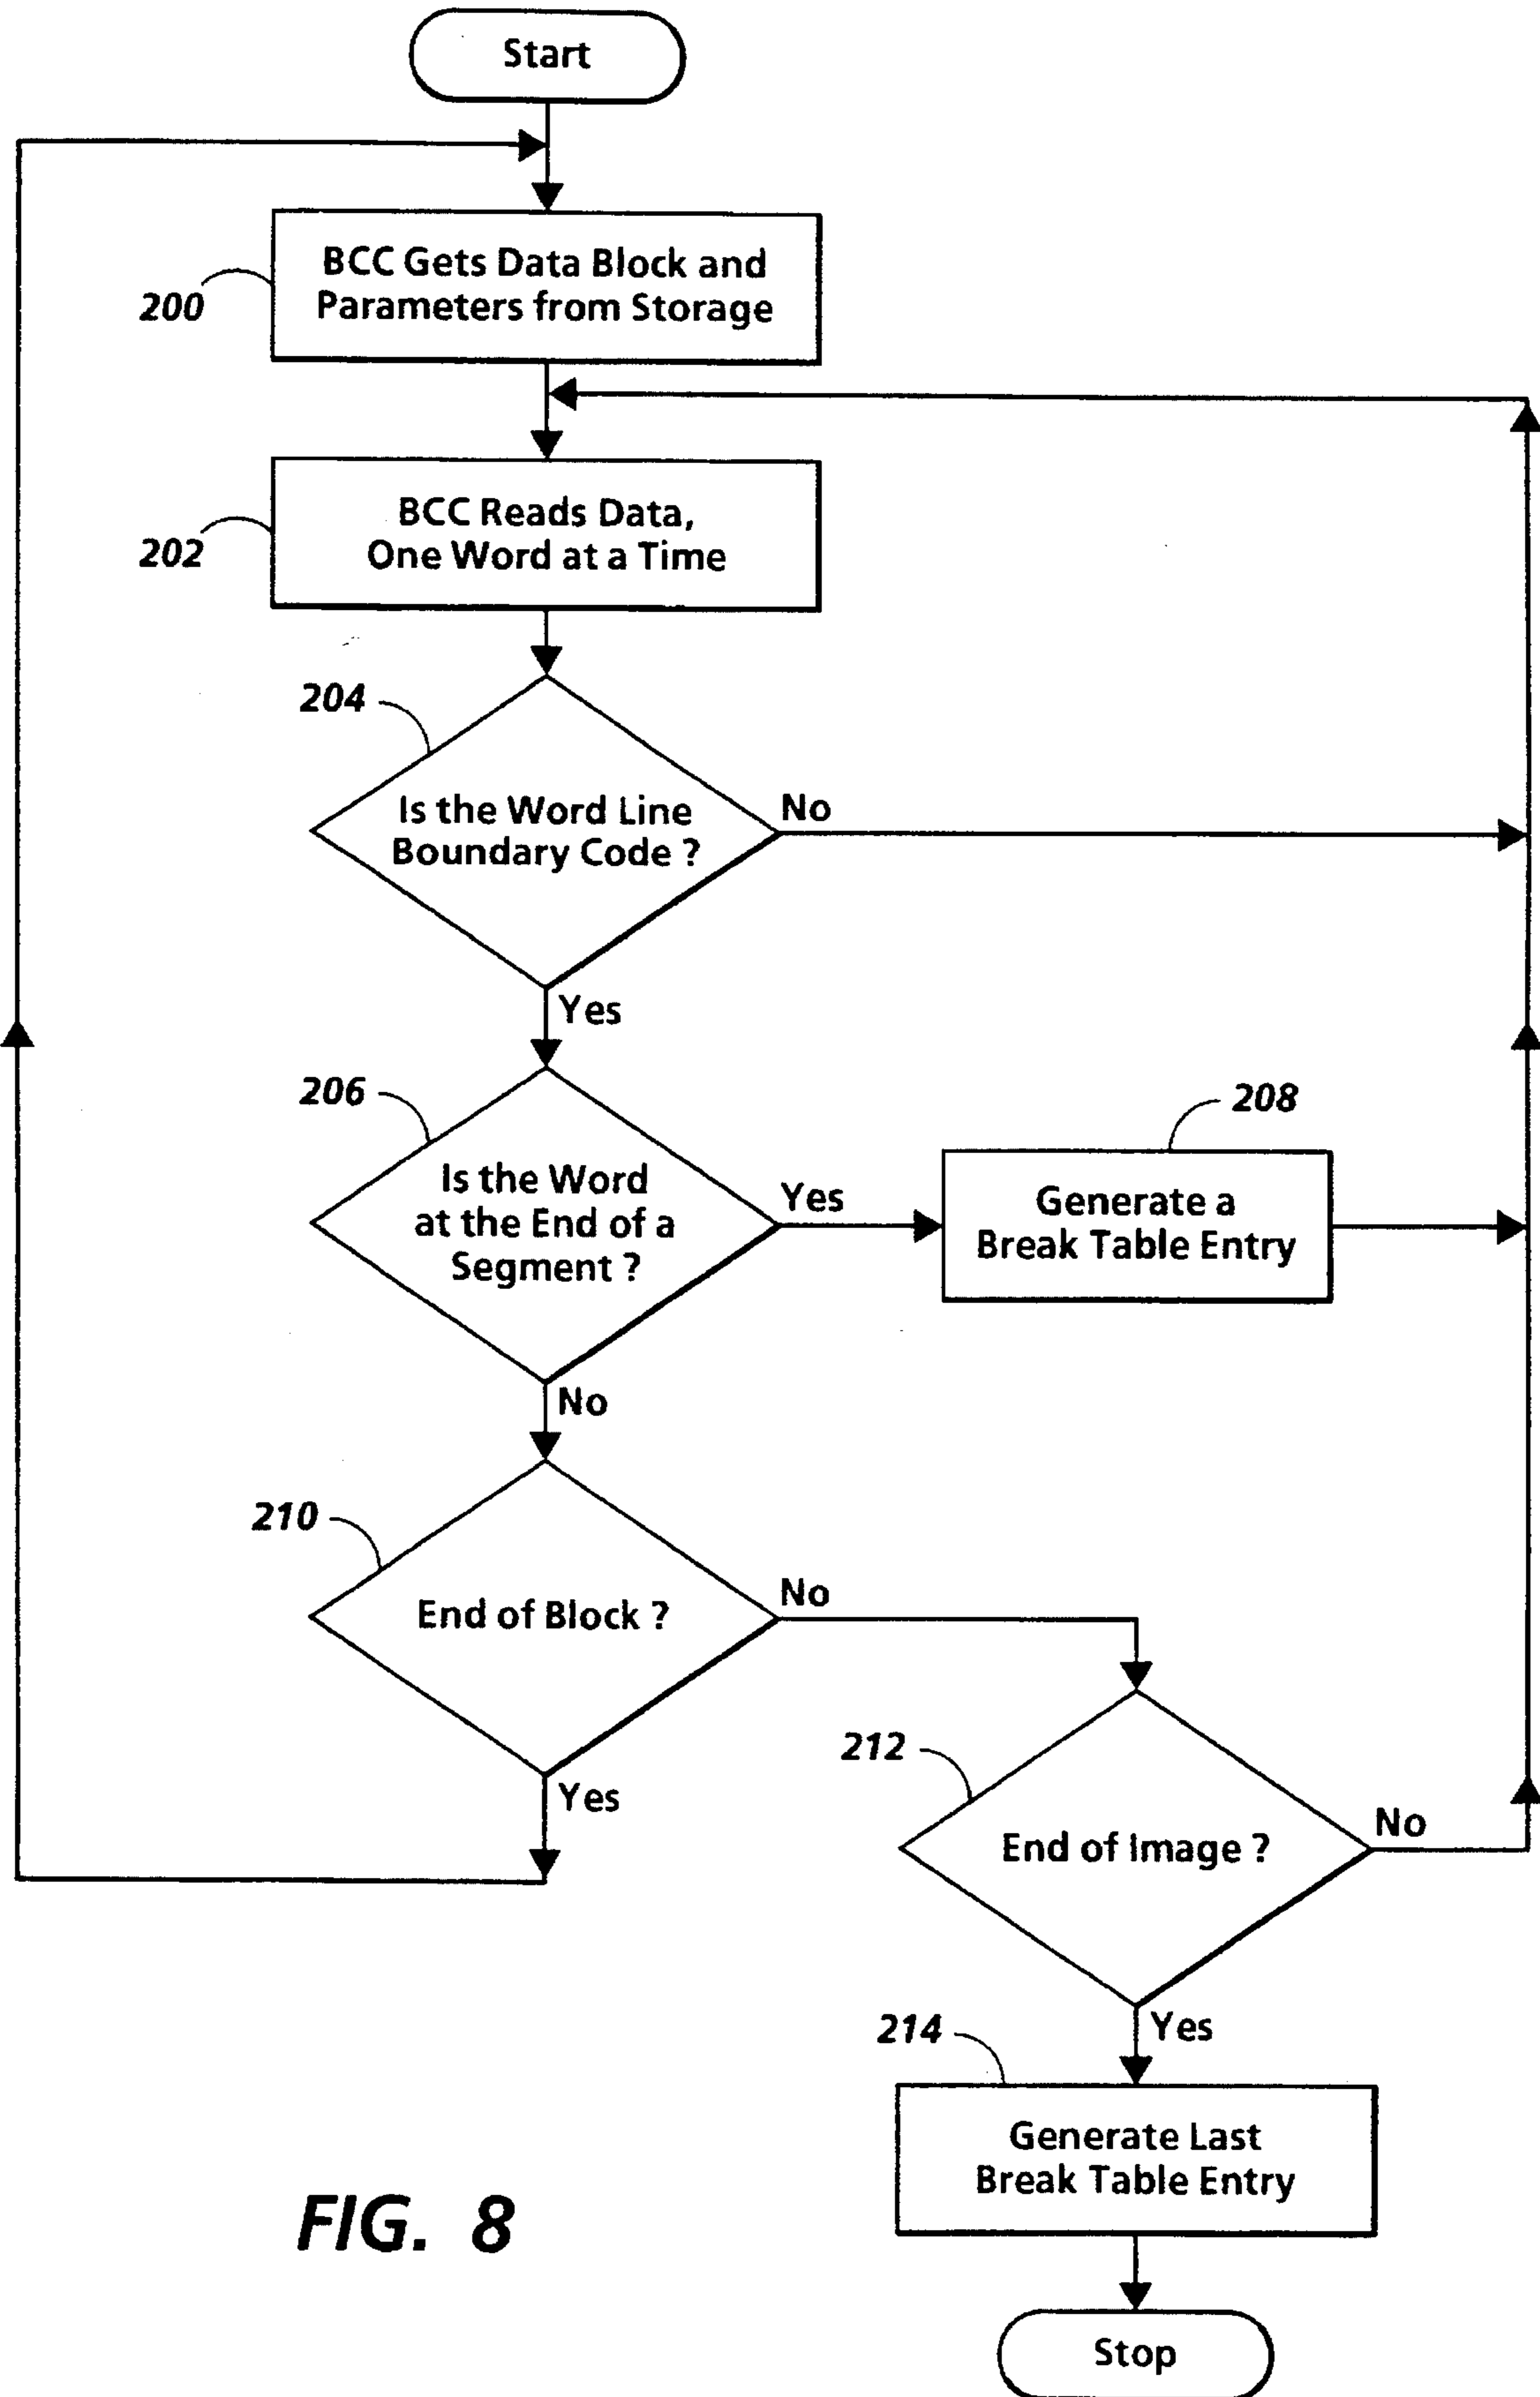 Start
BCC Gets Data Block and
Parameters from Storage
200
BCC Reads Data,
One Word at a Time
202
204
Is the Word Line
Boundary Code ?
No
Yes
206
208
Is the Word
at the End of a
Segment ?
Yes
Generate a
Break Table Entry
No
210
End of Block ?
No
Yes
212
End of Image ?
No
Yes
214
Generate Last
Break Table Entry
FIG. 8
Stop